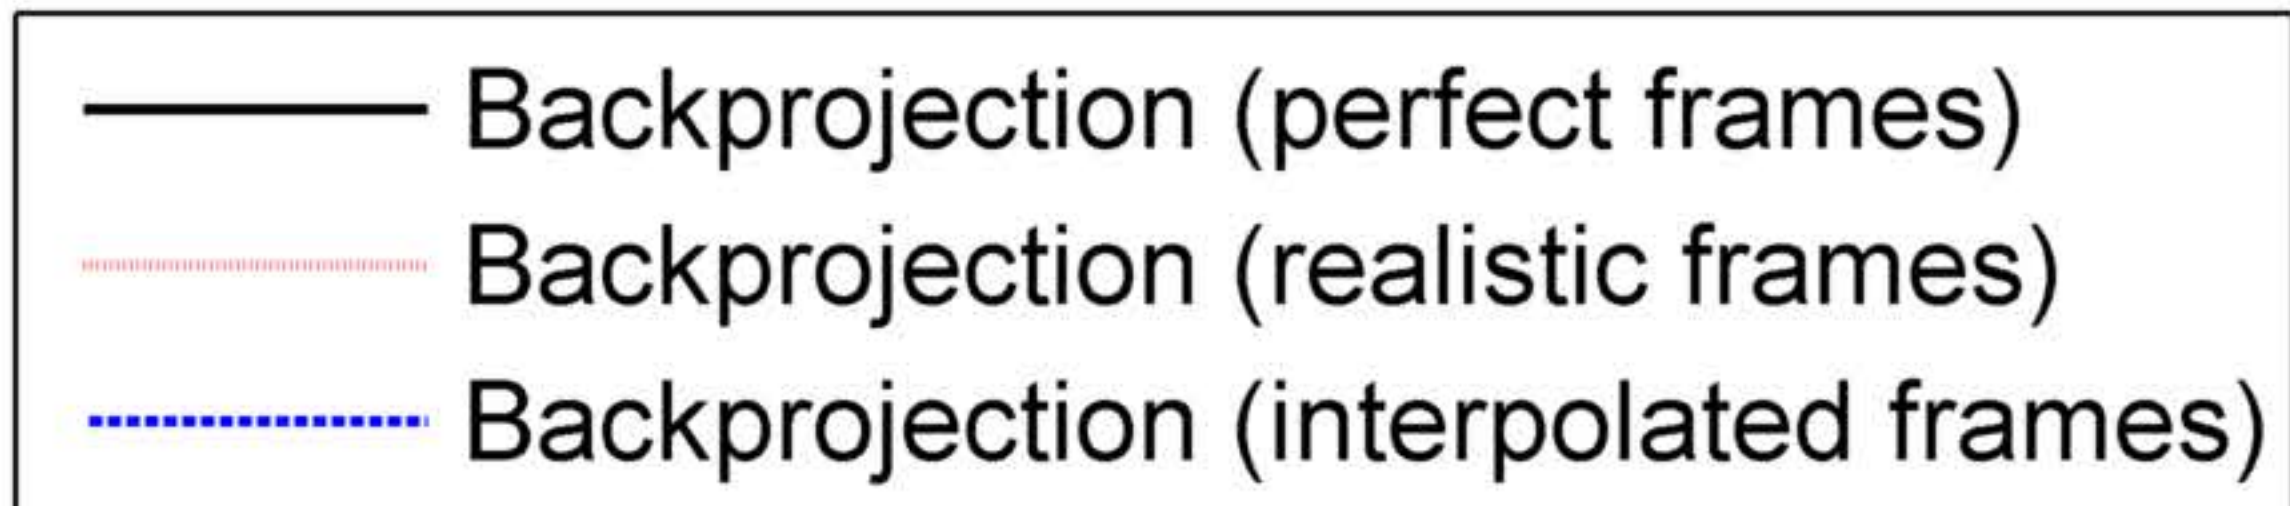 Backprojection (perfect frames)
Backprojection (realistic frames)
Backprojection (interpolated frames)